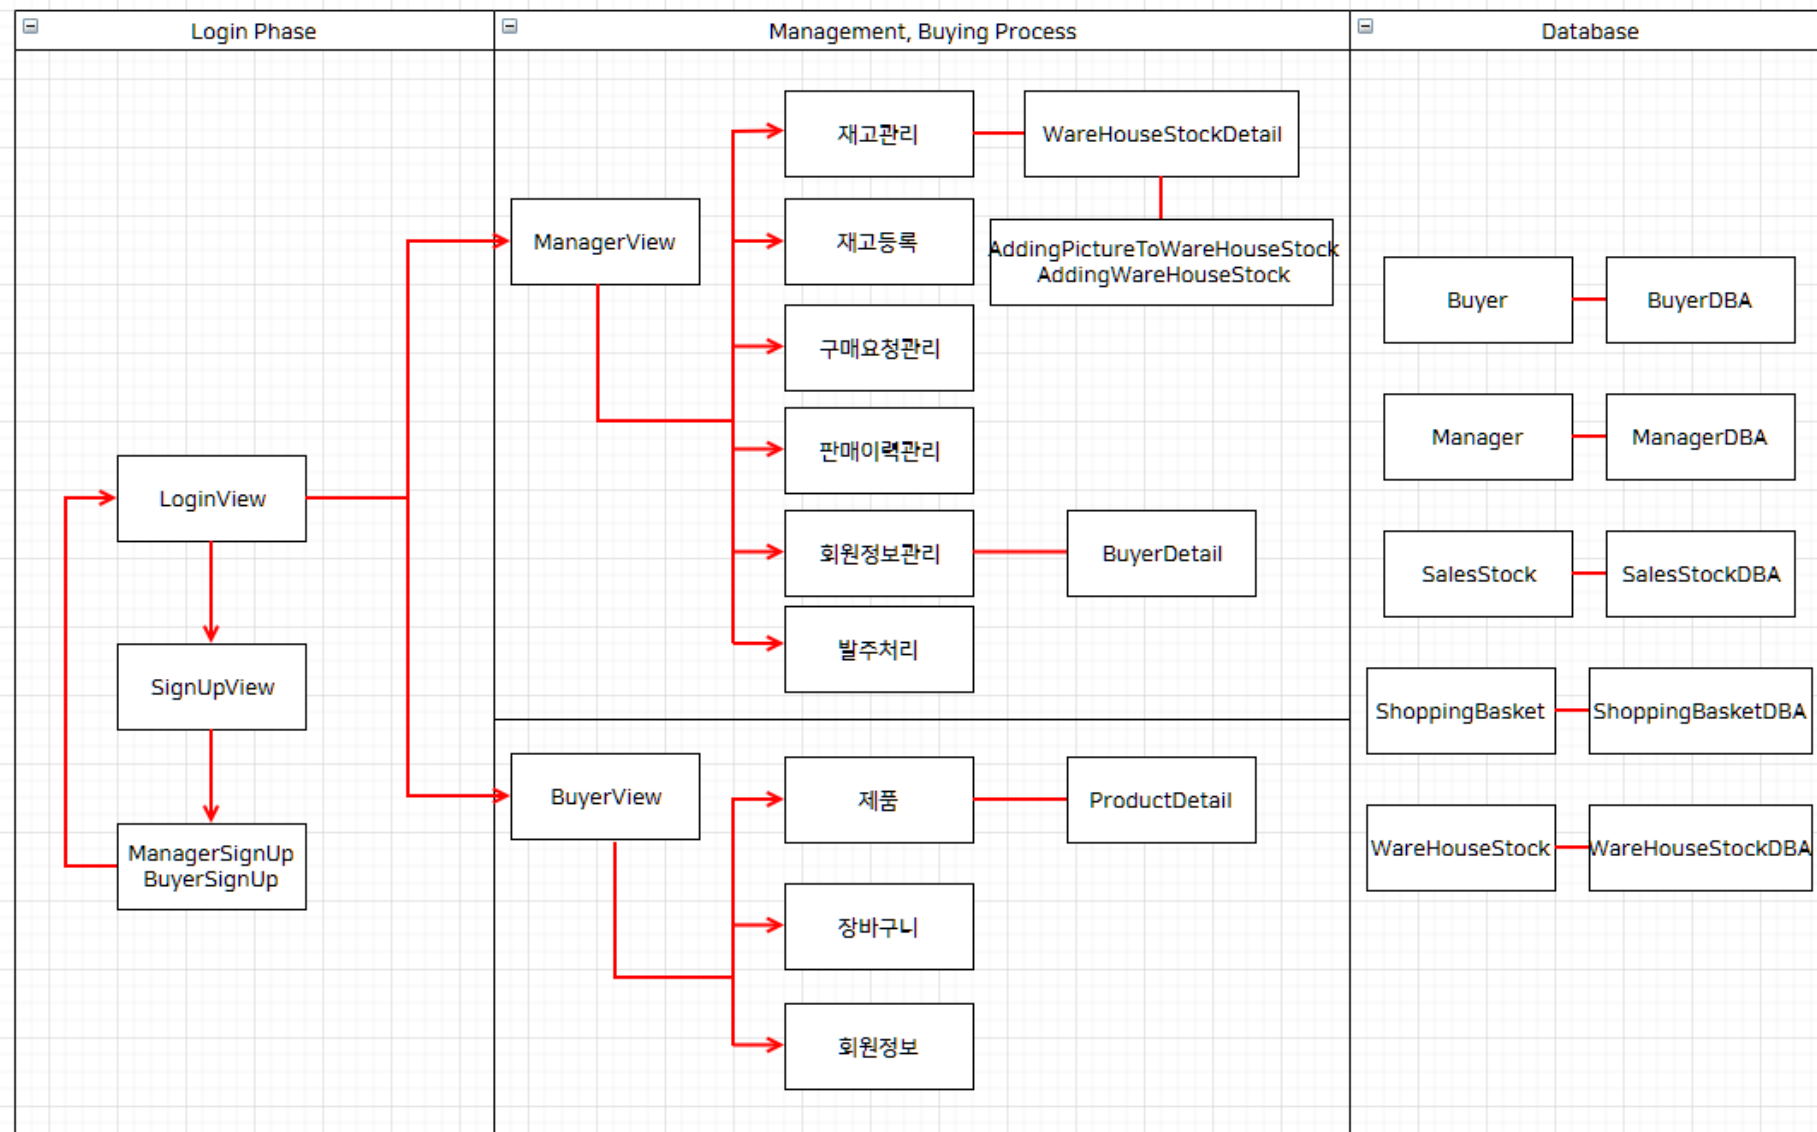 Login Phase
Management, Buying Process
Database
LoginView
SignUpView
ManagerSignUp
BuyerSignUp
ManagerView
재고관리
WareHouseStockDetail
재고등록
AddingPictureToWareHouseStock
AddingWareHouseStock
구매요청관리
판매이력관리
회원정보관리
BuyerDetail
발주처리
BuyerView
제품
ProductDetail
장바구니
회원정보
Buyer
BuyerDBA
Manager
ManagerDBA
SalesStock
SalesStockDBA
ShoppingBasket
ShoppingBasketDBA
WareHouseStock
WareHouseStockDBA